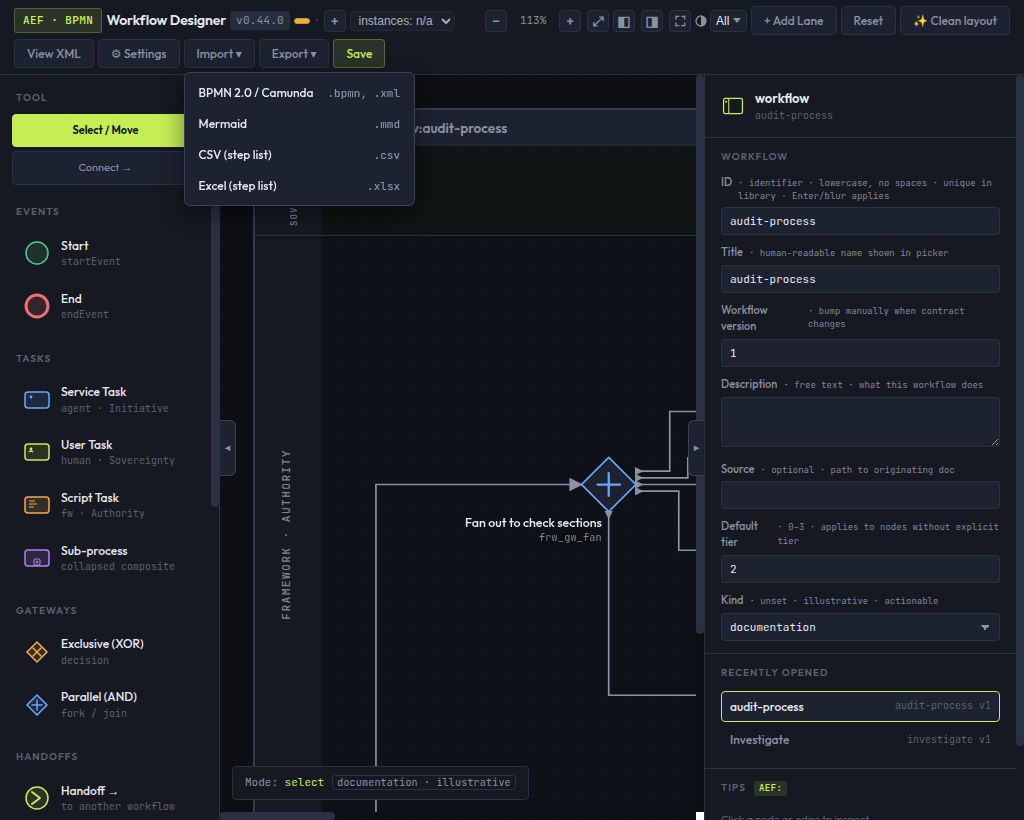 AEF · BPMN Workflow Designer v0.44.0 · + instances: n/a − 113% + All + Add Lane Reset ✨ Clean layout
View XML ⚙ Settings Import ▾ Export ▾ Save
BPMN 2.0 / Camunda .bpmn, .xml
Mermaid .mmd
CSV (step list) .csv
Excel (step list) .xlsx
TOOL
Select / Move
Connect →
EVENTS
Start
startEvent
End
endEvent
TASKS
Service Task
agent · Initiative
User Task
human · Sovereignty
Script Task
fw · Authority
Sub-process
collapsed composite
GATEWAYS
Exclusive (XOR)
decision
Parallel (AND)
fork / join
HANDOFFS
Handoff →
to another workflow
:audit-process
SOV
FRAMEWORK · AUTHORITY
Fan out to check sections
frw_gw_fan
Mode: select documentation · illustrative
workflow
audit-process
WORKFLOW
ID · identifier · lowercase, no spaces · unique in
library · Enter/blur applies
audit-process
Title · human-readable name shown in picker
audit-process
Workflow version · bump manually when contract changes
1
Description · free text · what this workflow does
Source · optional · path to originating doc
Default tier · 0–3 · applies to nodes without explicit tier
2
Kind · unset · illustrative · actionable
documentation
RECENTLY OPENED
audit-process audit-process v1
Investigate investigate v1
TIPS AEF:
Click a node or edge to inspect